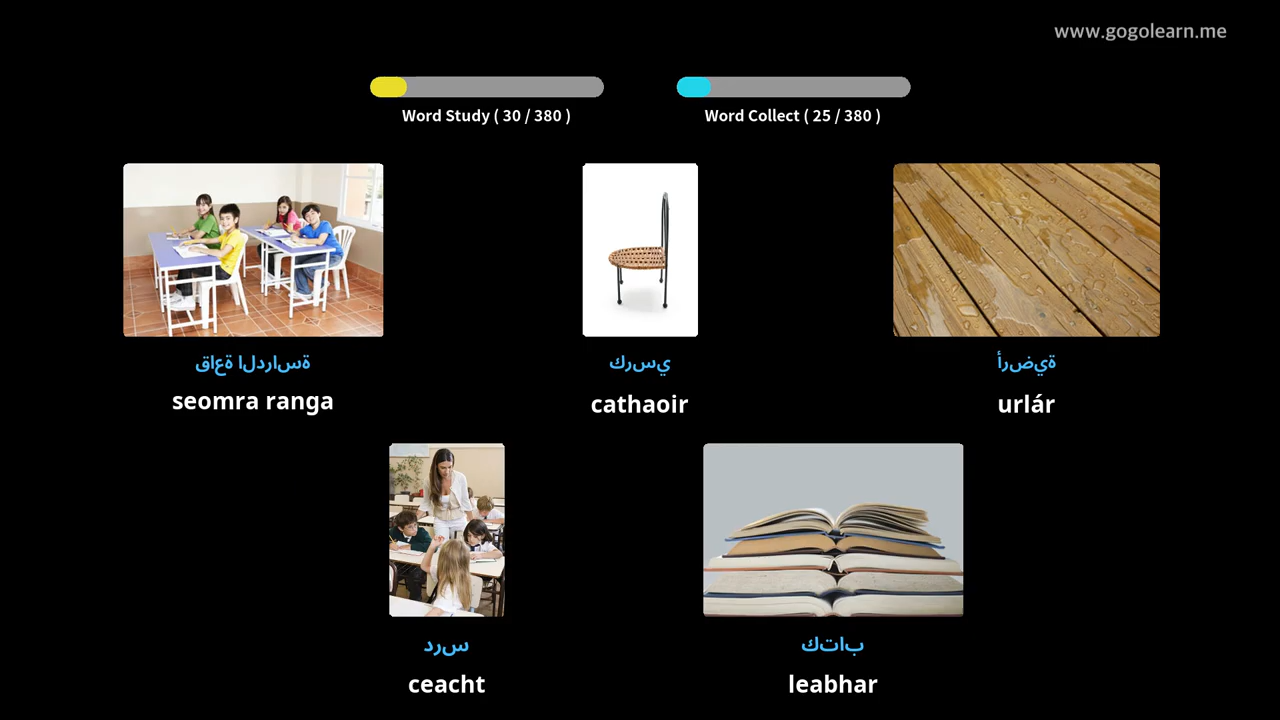 www.gogolearn.me
Word Study ( 30 / 380 )
Word Collect ( 25 / 380 )
قاعة الدراسة
seomra ranga
كرسي
cathaoir
أرضية
urlár
درس
ceacht
كتاب
leabhar